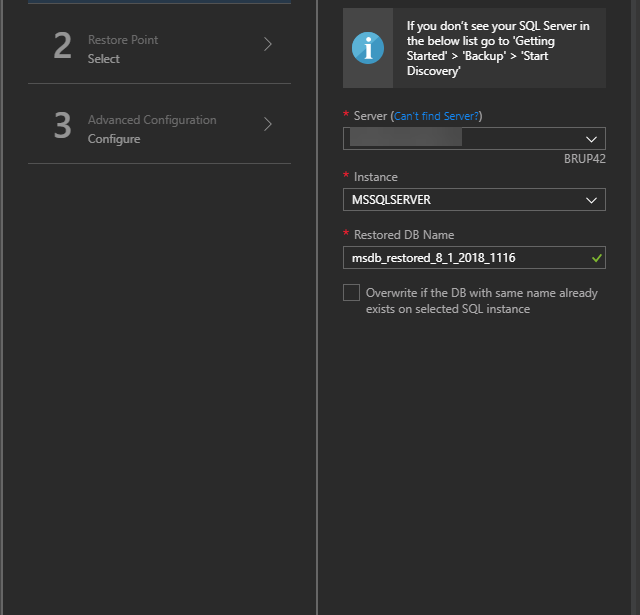 2
Restore Point
Select
3
Advanced Configuration
Configure
If you don't see your SQL Server in
the below list go to 'Getting
Started' > 'Backup' > 'Start
Discovery'
* Server (Can't find Server?)
BRUP42
* Instance
MSSQLSERVER
* Restored DB Name
msdb_restored_8_1_2018_1116
Overwrite if the DB with same name already
exists on selected SQL instance